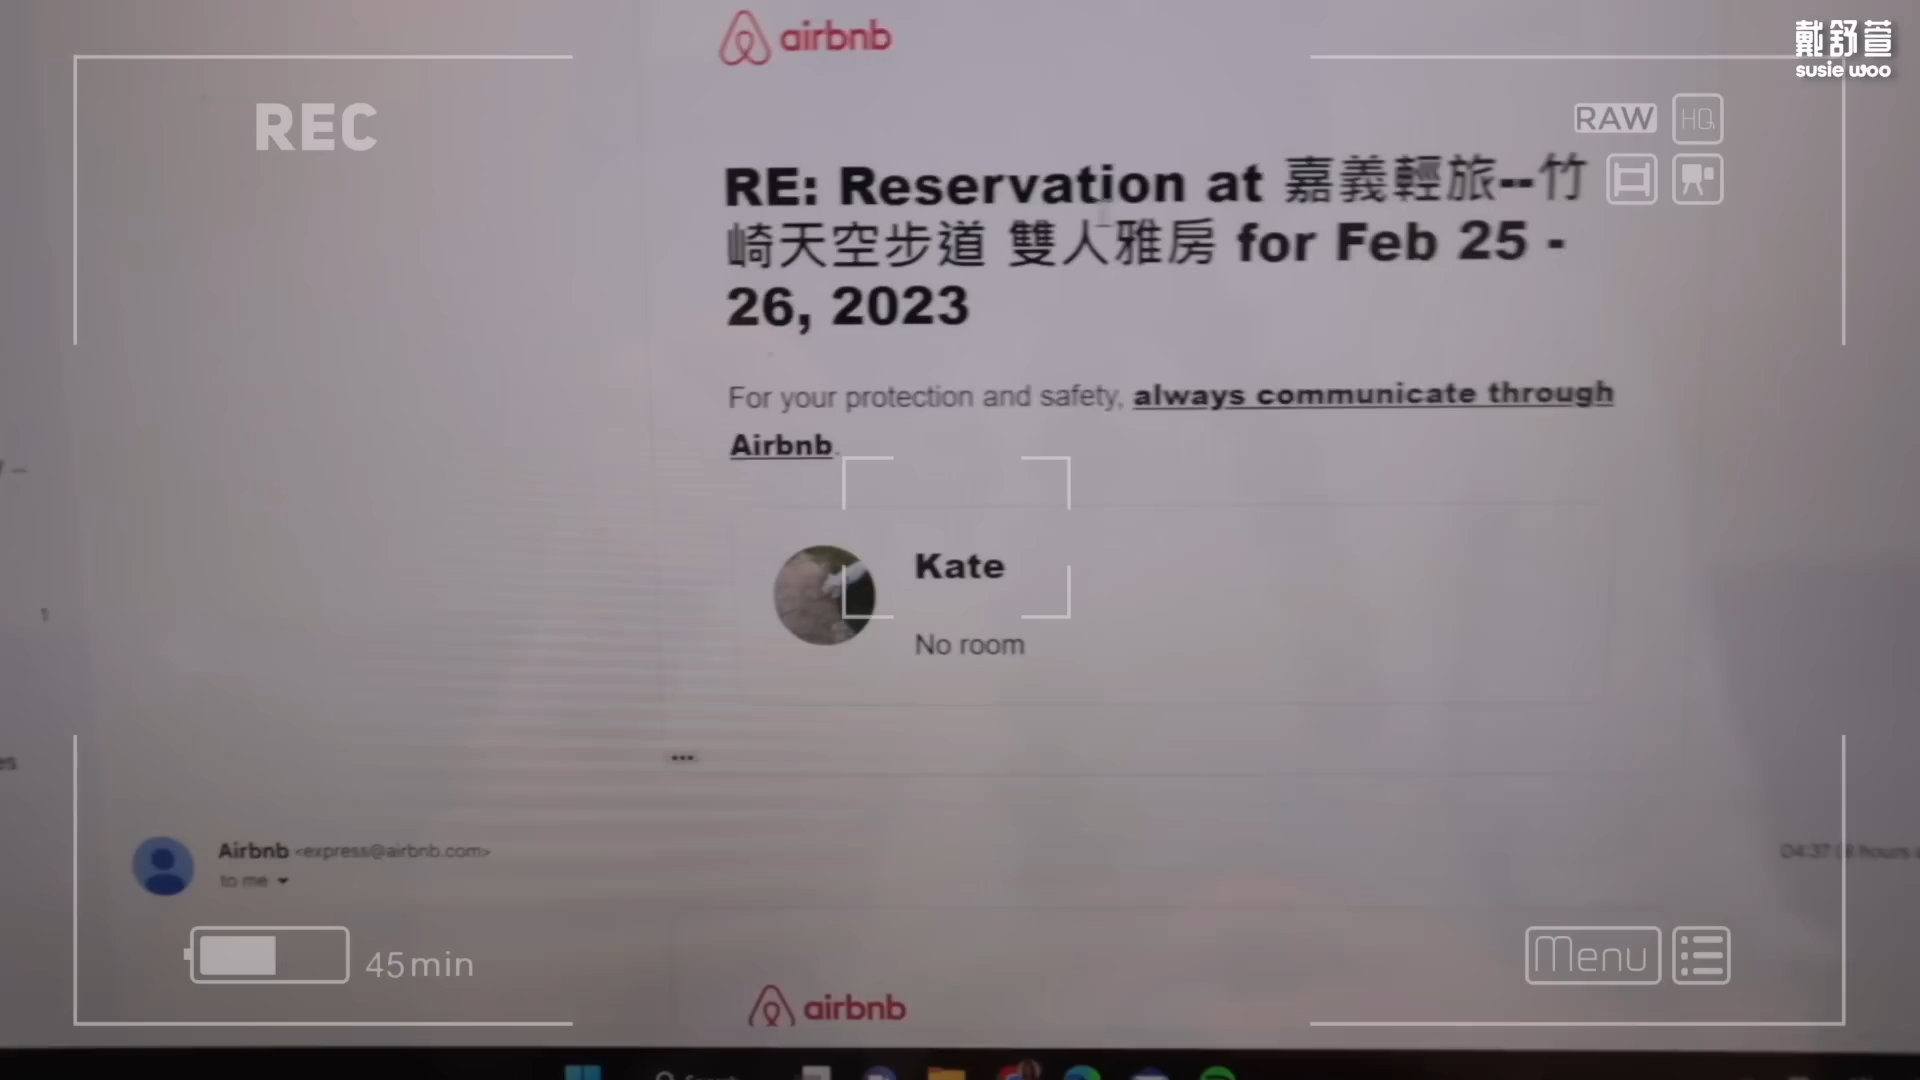 airbnb
戴舒萱
susie woo
REC
RAW HQ
RE: Reservation at 嘉義輕旅--竹
崎天空步道 雙人雅房 for Feb 25 -
26, 2023
For your protection and safety, always communicate through
Airbnb.
Kate
No room
Airbnb <express@airbnb.com>
to me
04:37
45min
Menu
airbnb